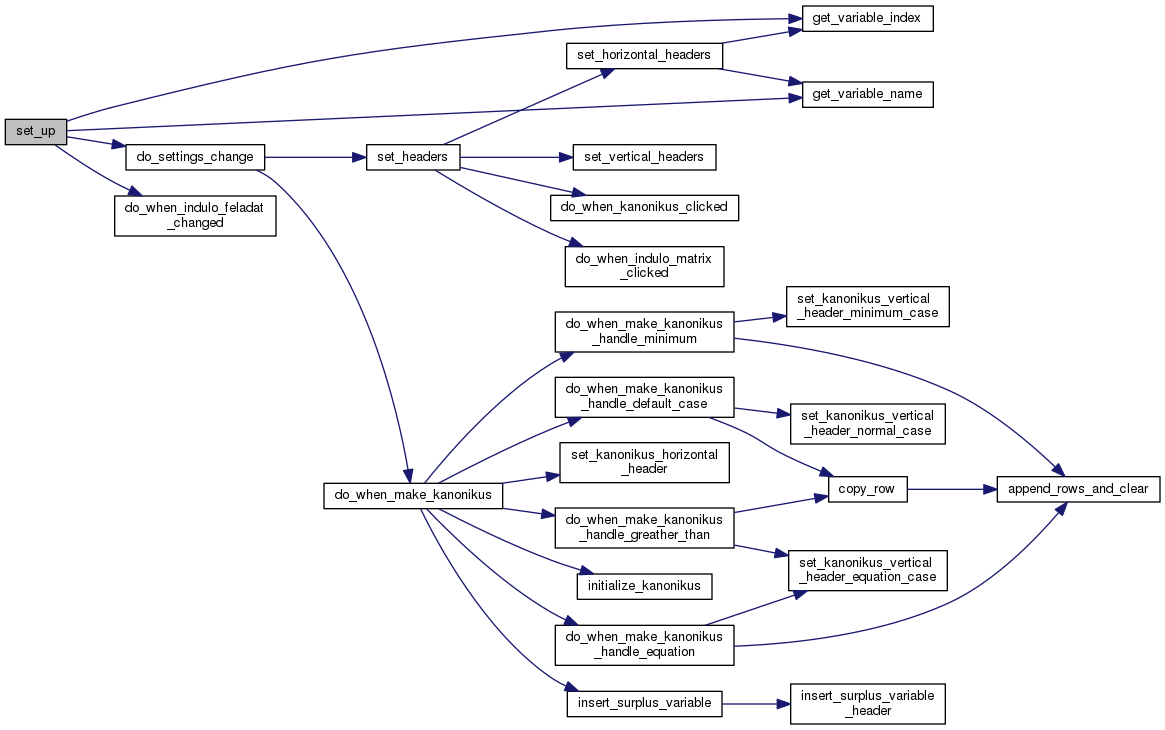 get_variable_index
set_horizontal_headers
get_variable_name
set_up
do_settings_change
set_headers
set_vertical_headers
do_when_indulo_feladat
_changed
do_when_kanonikus_clicked
do_when_indulo_matrix
_clicked
set_kanonikus_vertical
_header_minimum_case
do_when_make_kanonikus
_handle_minimum
do_when_make_kanonikus
_handle_default_case
set_kanonikus_vertical
_header_normal_case
set_kanonikus_horizontal
_header
do_when_make_kanonikus
copy_row
append_rows_and_clear
do_when_make_kanonikus
_handle_greather_than
set_kanonikus_vertical
_header_equation_case
initialize_kanonikus
do_when_make_kanonikus
_handle_equation
insert_surplus_variable
insert_surplus_variable
_header